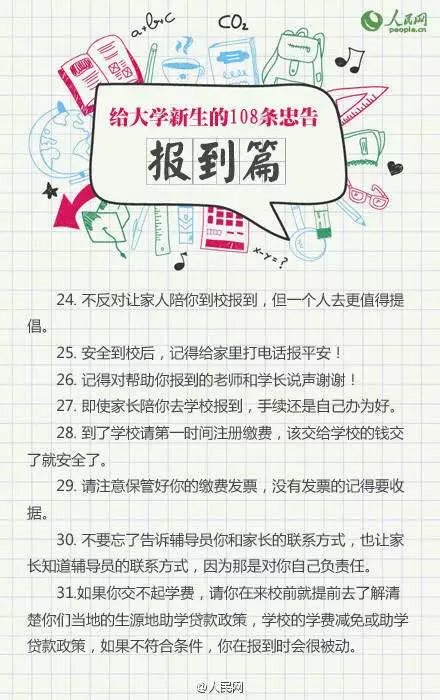 a+b=c
CO2
人民网
people.cn
给大学新生的108条忠告
报到篇
x-y=?
24. 不反对让家人陪你到校报到，但一个人去更值得提
倡。
25. 安全到校后，记得给家里打电话报平安！
26. 记得对帮助你报到的老师和学长说声谢谢！
27. 即使家长陪你去学校报到，手续还是自己办为好。
28. 到了学校请第一时间注册缴费，该交给学校的钱交
了就安全了。
29. 请注意保管好你的缴费发票，没有发票的记得要收
据。
30. 不要忘了告诉辅导员你和家长的联系方式，也让家
长知道辅导员的联系方式，因为那是对你自己负责任。
31.如果你交不起学费，请你在来校前就提前去了解清
楚你们当地的生源地助学贷款政策，学校的学费减免或助学
贷款政策，如果不符合条件，你在报到时会很被动。
@人民网